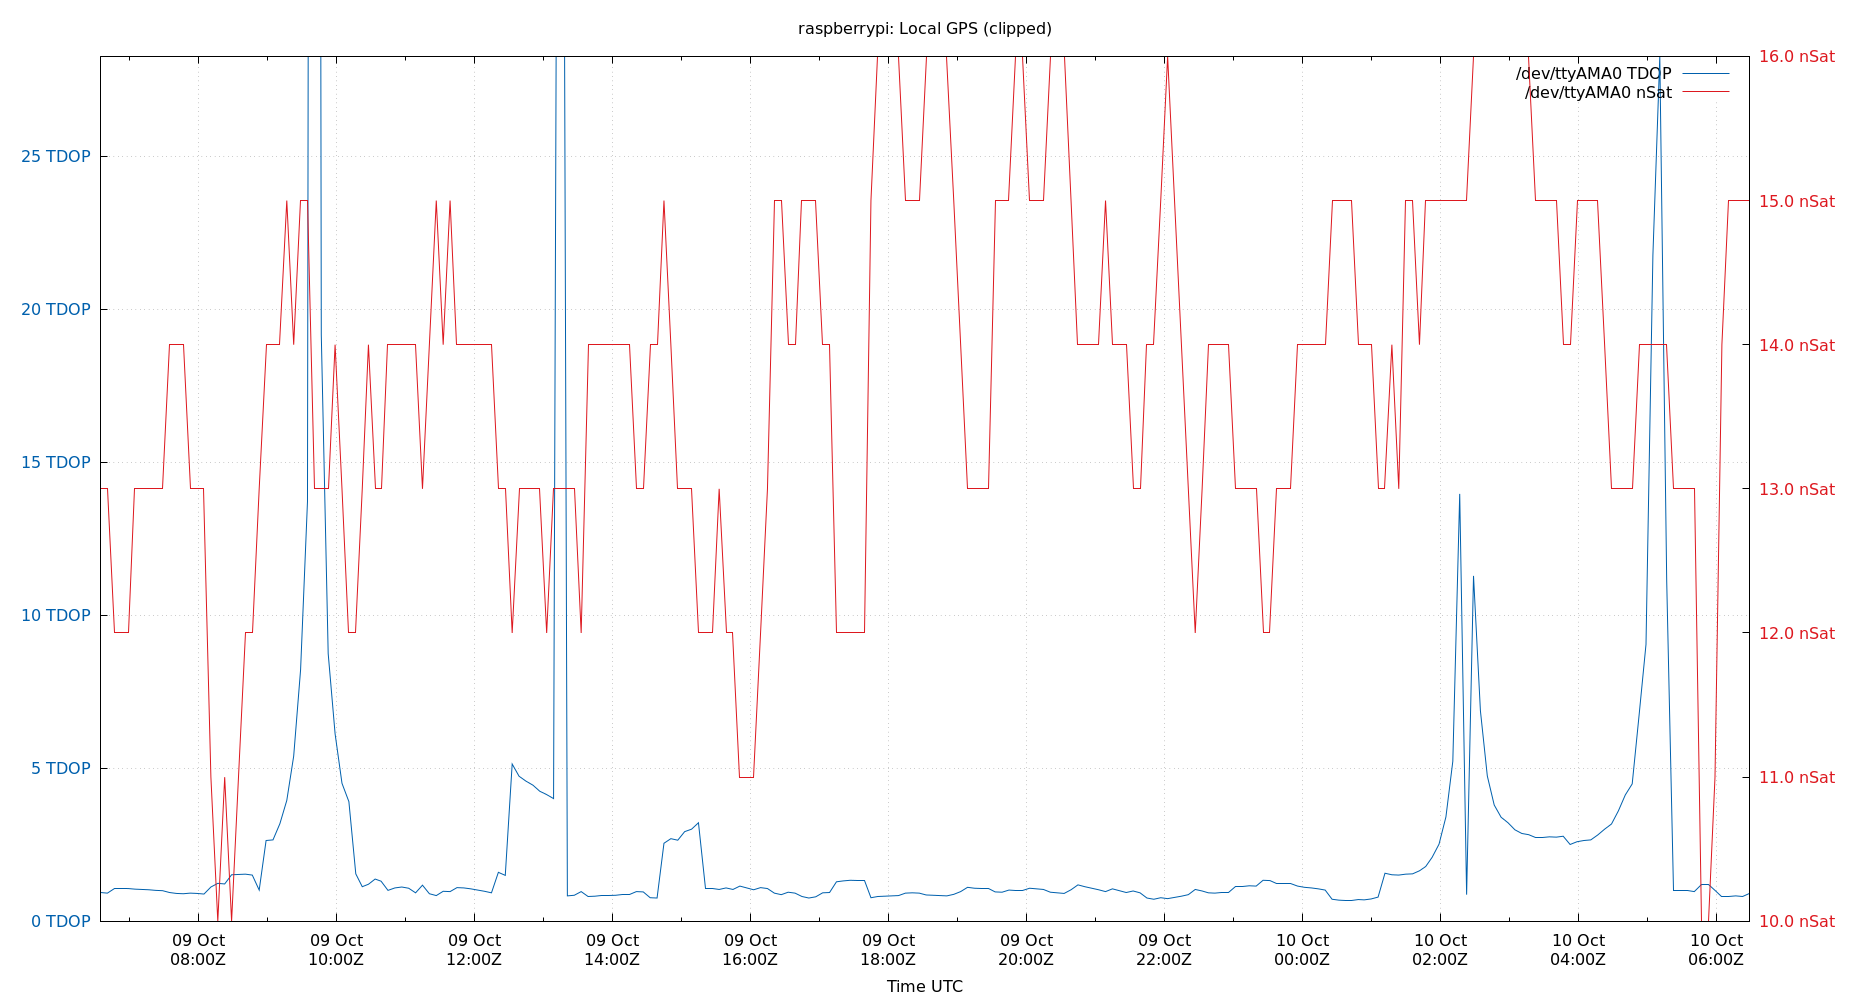 raspberrypi: Local GPS (clipped)
16.0 nSat
/dev/ttyAMA0 TDOP
/dev/ttyAMA0 nSat
25 TDOP
15.0 nSat
20 TDOP
14.0 nSat
15 TDOP
13.0 nSat
10 TDOP
12.0 nSat
5 TDOP
11.0 nSat
0 TDOP
10.0 nSat
09 Oct 09 Oct 09 Oct 09 Oct 09 Oct 09 Oct 09 Oct 09 Oct 10 Oct 10 Oct 10 Oct 10 Oct
08:00Z 10:00Z 12:00Z 14:00Z 16:00Z 18:00Z 20:00Z 22:00Z 00:00Z 02:00Z 04:00Z 06:00Z
Time UTC